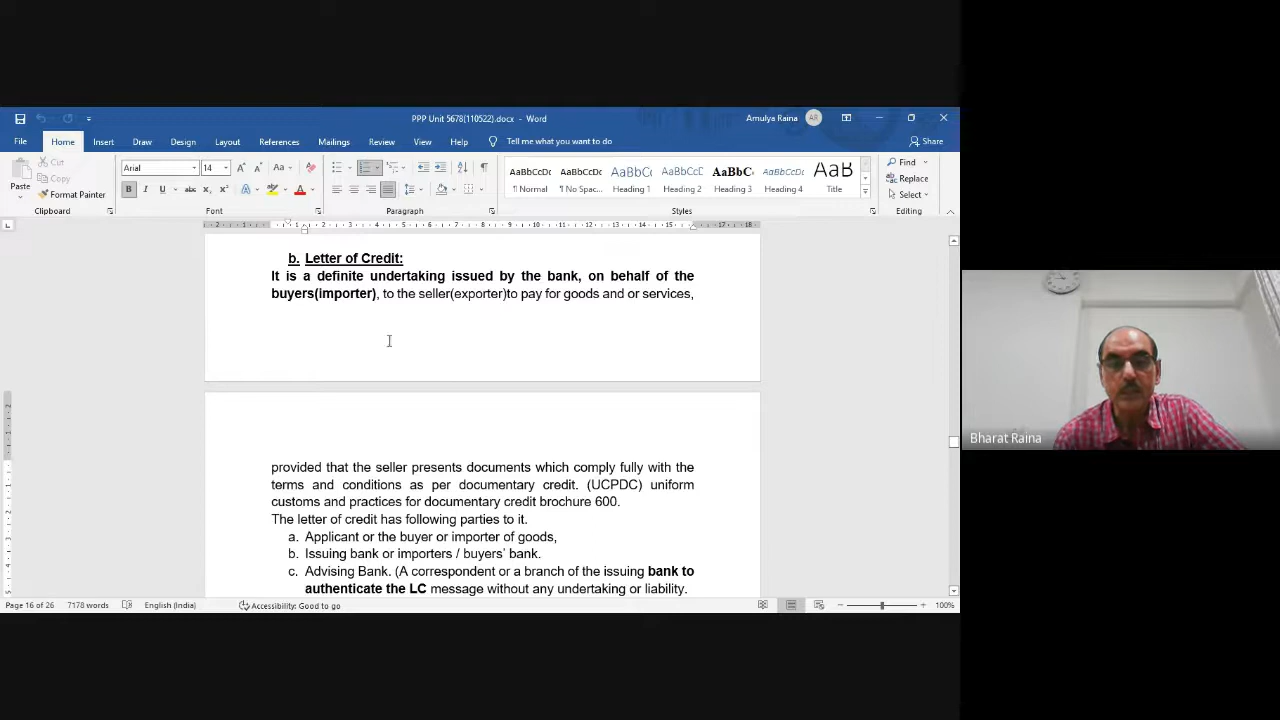 PPP Unit 5678(110522).docx - Word
Amulya Raina
AR
File Home Insert Draw Design Layout References Mailings Review View Help Tell me what you want to do
Share
Paste
Cut
Copy
Format Painter
Clipboard
Arial 14
Font
Paragraph
AaBbCcDc AaBbCcDc AaBbC( AaBbCcD AaBbC AaBbCcD AaB
¶ Normal ¶ No Spac... Heading 1 Heading 2 Heading 3 Heading 4 Title
Styles
Find
Replace
Select
Editing
b. Letter of Credit:
It is a definite undertaking issued by the bank, on behalf of the
buyers(importer), to the seller(exporter)to pay for goods and or services,
provided that the seller presents documents which comply fully with the
terms and conditions as per documentary credit. (UCPDC) uniform
customs and practices for documentary credit brochure 600.
The letter of credit has following parties to it.
a. Applicant or the buyer or importer of goods,
b. Issuing bank or importers / buyers' bank.
c. Advising Bank. (A correspondent or a branch of the issuing bank to
authenticate the LC message without any undertaking or liability.
Page 16 of 26 7178 words English (India) Accessibility: Good to go 100%
Bharat Raina